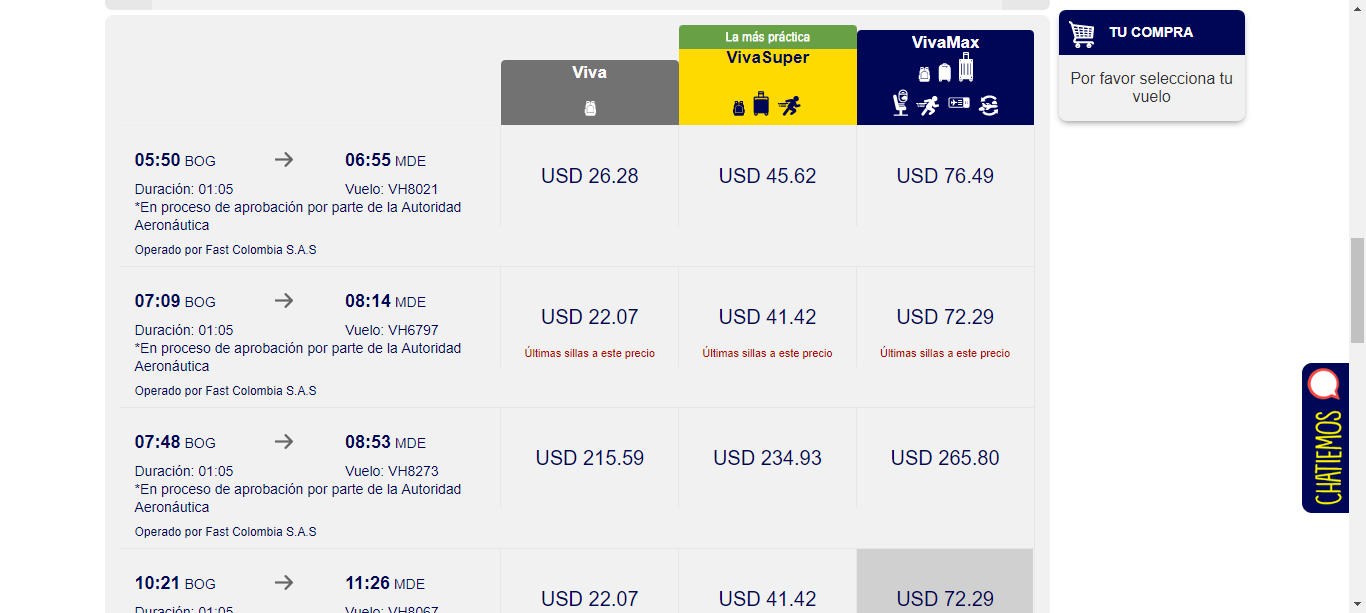 La más práctica
Viva
VivaSuper
VivaMax
TU COMPRA
Por favor selecciona tu
vuelo
05:50 BOG
06:55 MDE
Duración: 01:05
Vuelo: VH8021
*En proceso de aprobación por parte de la Autoridad
Aeronáutica
Operado por Fast Colombia S.A.S
USD 26.28
USD 45.62
USD 76.49
07:09 BOG
08:14 MDE
Duración: 01:05
Vuelo: VH6797
*En proceso de aprobación por parte de la Autoridad
Aeronáutica
Operado por Fast Colombia S.A.S
USD 22.07
USD 41.42
USD 72.29
Últimas sillas a este precio
Últimas sillas a este precio
Últimas sillas a este precio
07:48 BOG
08:53 MDE
Duración: 01:05
Vuelo: VH8273
*En proceso de aprobación por parte de la Autoridad
Aeronáutica
Operado por Fast Colombia S.A.S
USD 215.59
USD 234.93
USD 265.80
10:21 BOG
11:26 MDE
Duración: 01:05
Vuelo: VH8067
USD 22.07
USD 41.42
USD 72.29
CHATIEMOS